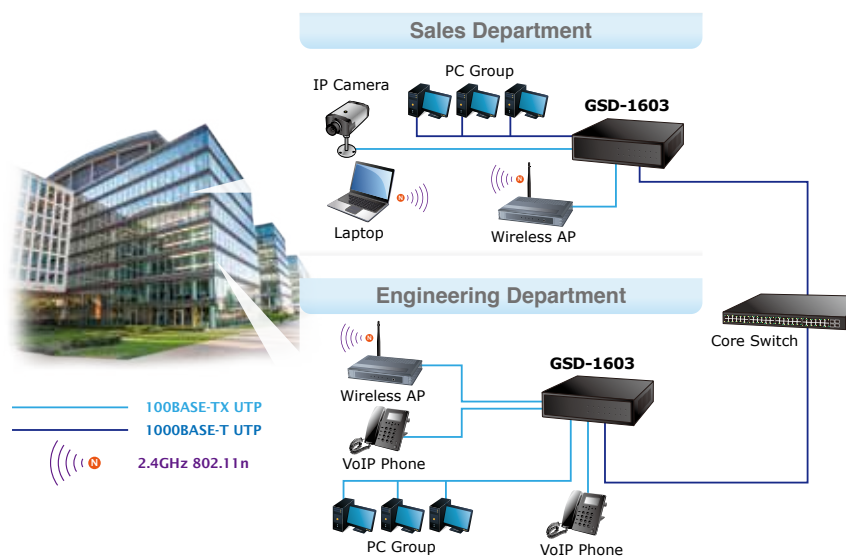 Sales Department
IP Camera
PC Group
GSD-1603
Laptop
Wireless AP
Engineering Department
Core Switch
GSD-1603
Wireless AP
VoIP Phone
PC Group
VoIP Phone
100BASE-TX UTP
1000BASE-T UTP
N 2.4GHz 802.11n
N
N
N